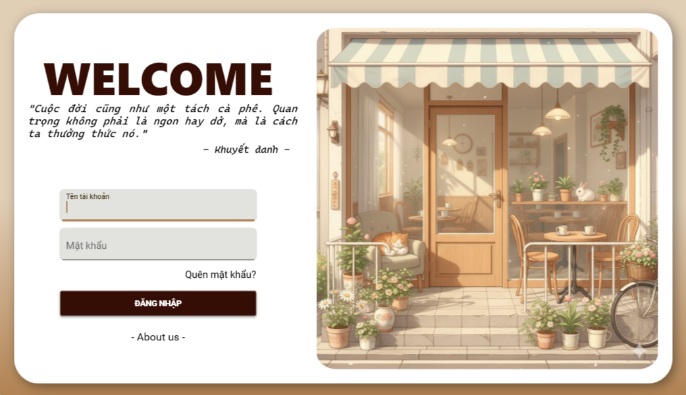 WELCOME
"Cuộc đời cũng như một tách cà phê. Quan
trọng không phải là ngon hay dở, mà là cách
ta thưởng thức nó."
- Khuyết danh -
Tên tài khoản
Mật khẩu
Quên mật khẩu?
ĐĂNG NHẬP
- About us -